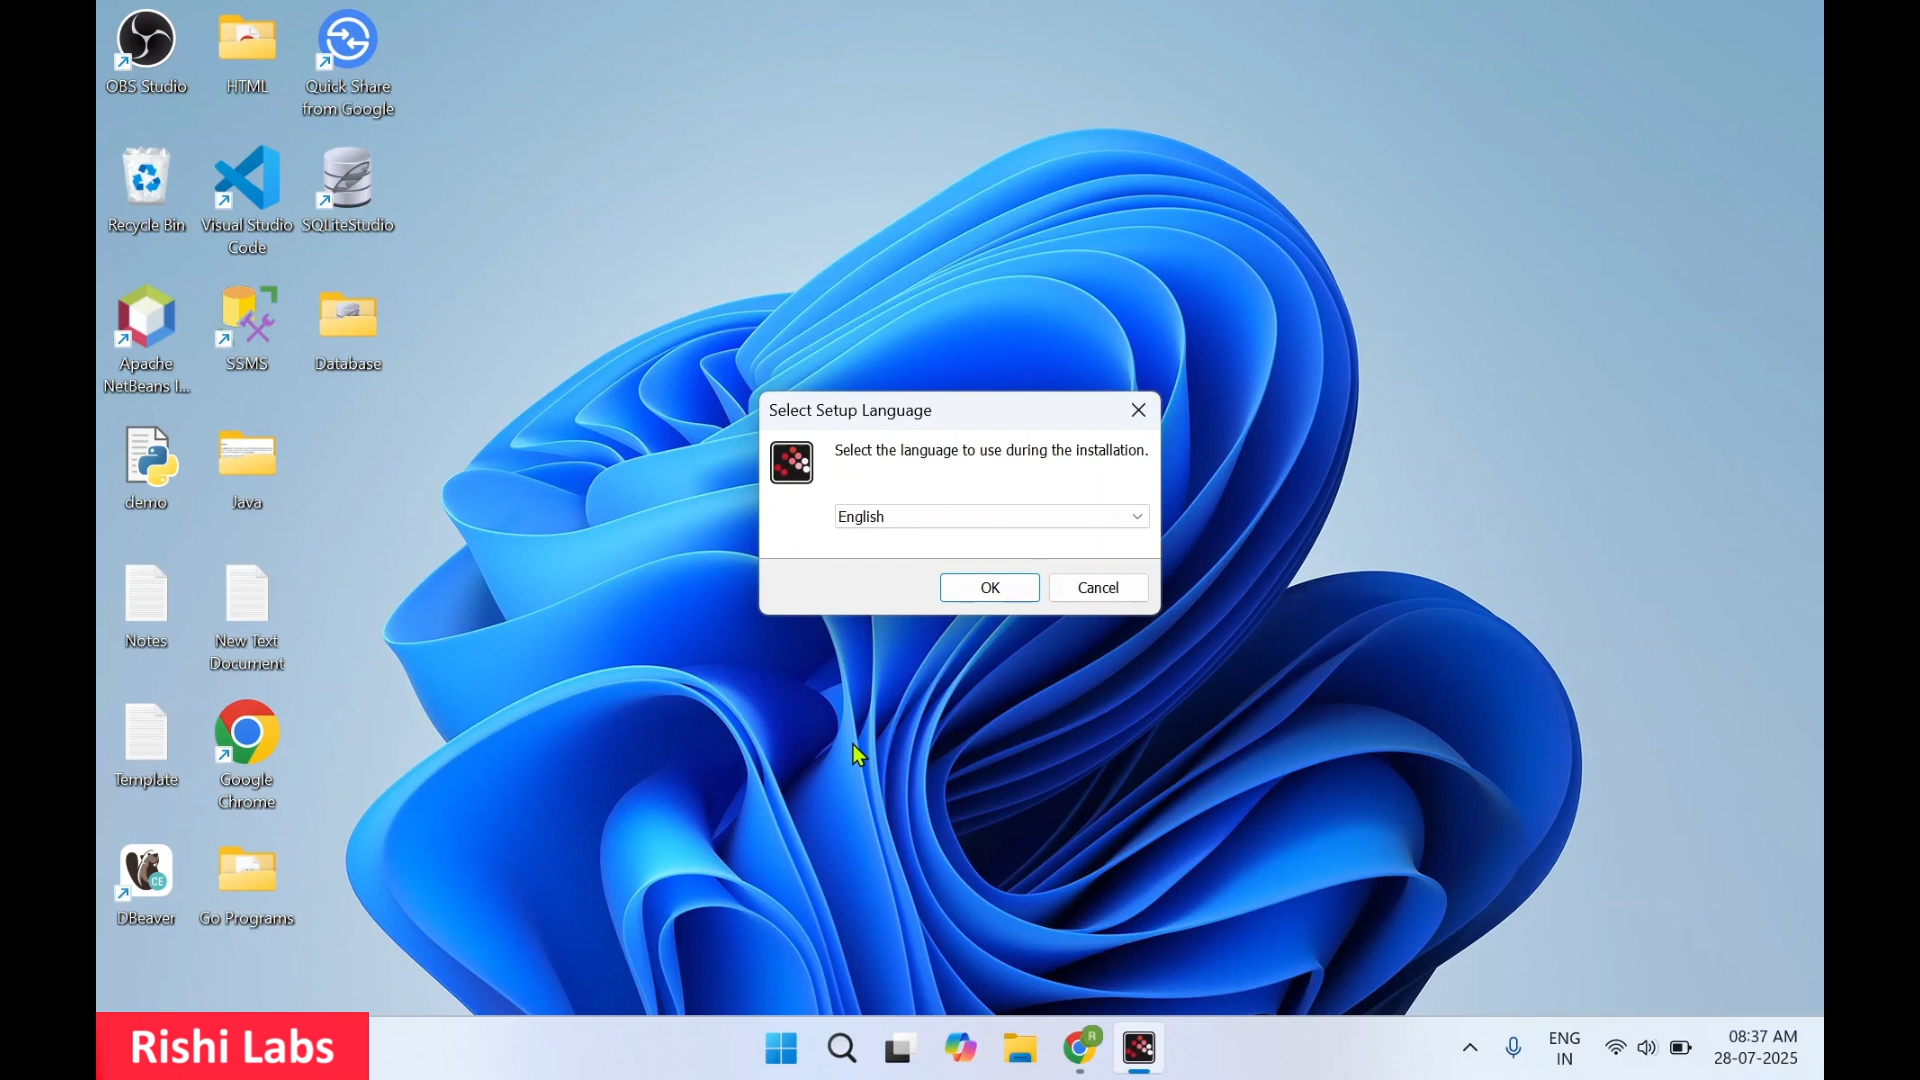 OBS Studio
HTML
Quick Share
from Google
Recycle Bin
Visual Studio
Code
SQLiteStudio
Apache
NetBeans I...
SSMS
Database
demo
Java
Notes
New Text
Document
Template
Google
Chrome
DBeaver
CE
Go Programs
Select Setup Language
Select the language to use during the installation.
English
OK
Cancel
Rishi Labs
R
ENG
IN
08:37 AM
28-07-2025